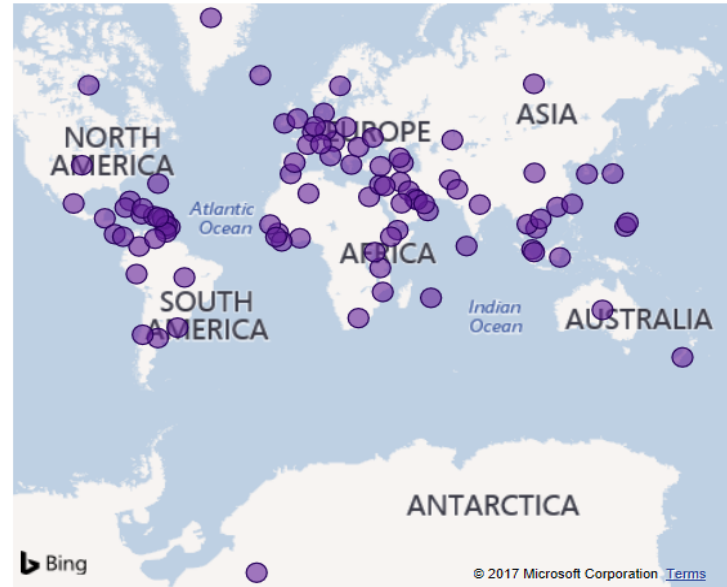 ASIA
NORTH
AMERICA
EUROPE
Atlantic
Ocean
AFRICA
SOUTH
AMERICA
Indian
Ocean
AUSTRALIA
ANTARCTICA
Bing
© 2017 Microsoft Corporation Terms